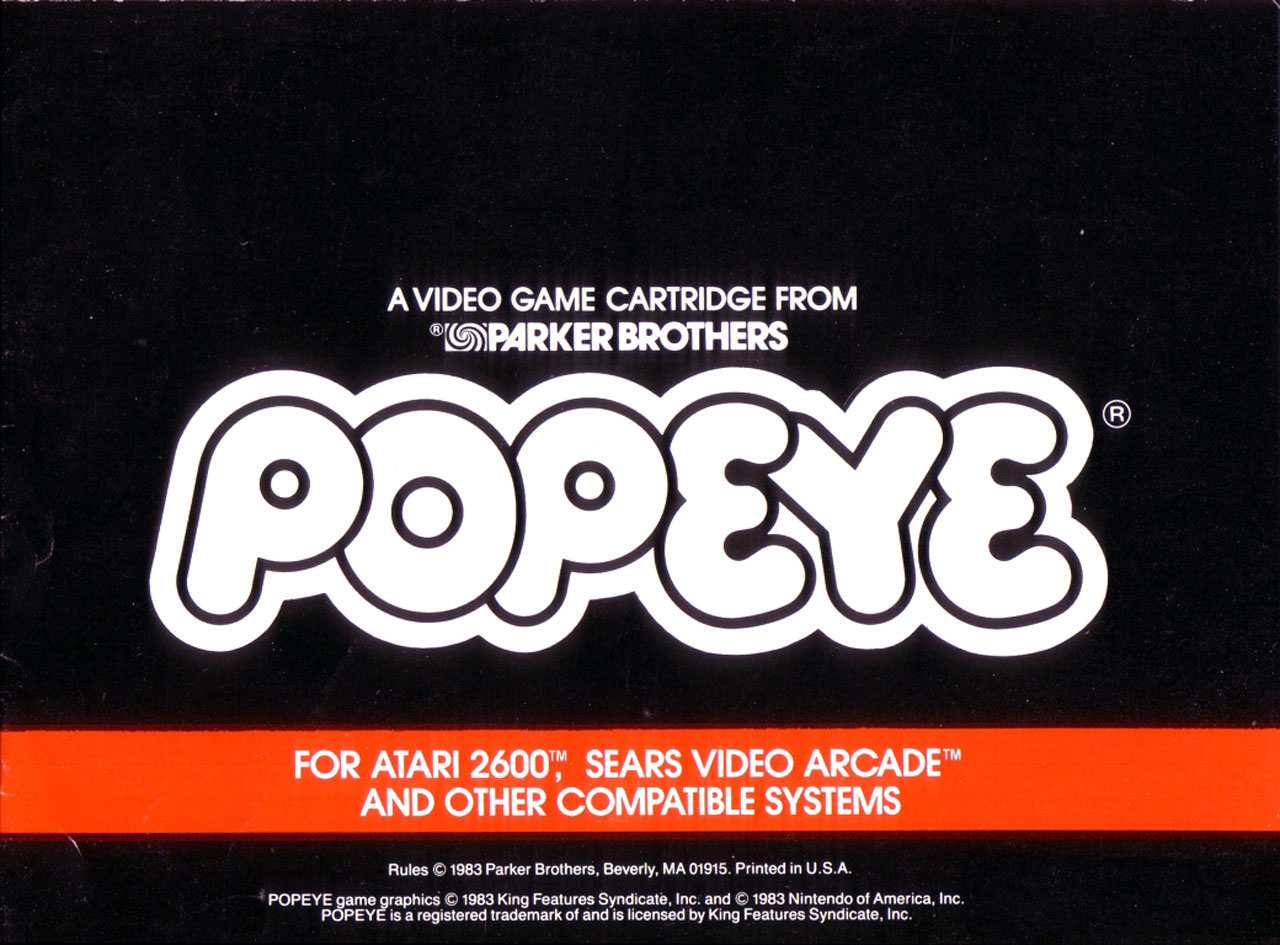 A VIDEO GAME CARTRIDGE FROM
® PARKER BROTHERS
POPEYE ®
FOR ATARI 2600™, SEARS VIDEO ARCADE™
AND OTHER COMPATIBLE SYSTEMS
Rules © 1983 Parker Brothers, Beverly, MA 01915. Printed in U.S.A.
POPEYE game graphics © 1983 King Features Syndicate, Inc. and © 1983 Nintendo of America, Inc.
POPEYE is a registered trademark of and is licensed by King Features Syndicate, Inc.